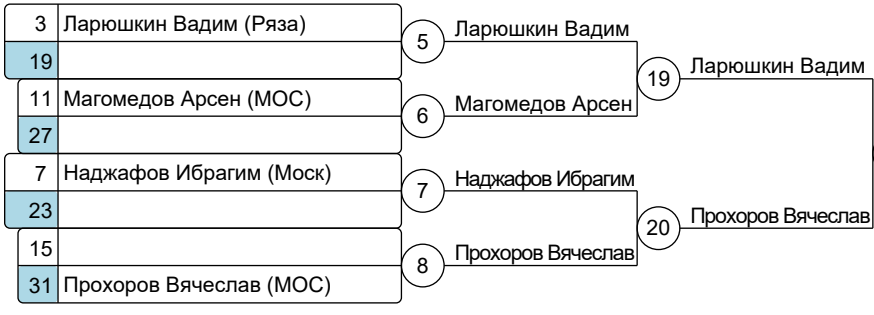 3 Ларюшкин Вадим (Ряза)
19
5 Ларюшкин Вадим
11 Магомедов Арсен (МОС)
27
6 Магомедов Арсен
19 Ларюшкин Вадим
7 Наджафов Ибрагим (Моск)
23
7 Наджафов Ибрагим
15
31 Прохоров Вячеслав (МОС)
8 Прохоров Вячеслав
20 Прохоров Вячеслав